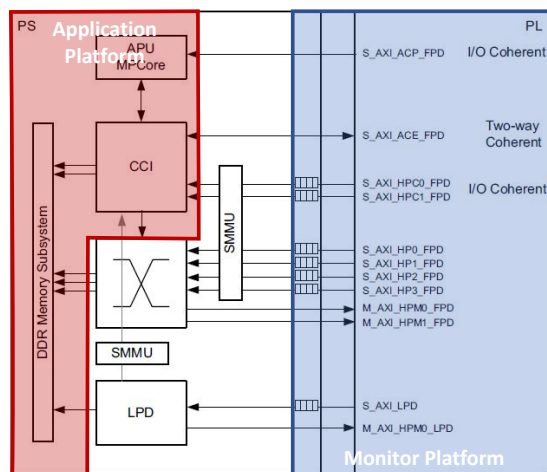 PS
Application
Platform
PL
APU
MPCore
S_AXI_ACP_FPD
I/O Coherent
CCI
S_AXI_ACE_FPD
Two-way
Coherent
S_AXI_HPC0_FPD
I/O Coherent
S_AXI_HPC1_FPD
SMMU
DDR Memory Subsystem
S_AXI_HP0_FPD
S_AXI_HP1_FPD
S_AXI_HP2_FPD
S_AXI_HP3_FPD
M_AXI_HPM0_FPD
M_AXI_HPM1_FPD
SMMU
LPD
S_AXI_LPD
M_AXI_HPM0_LPD
Monitor Platform